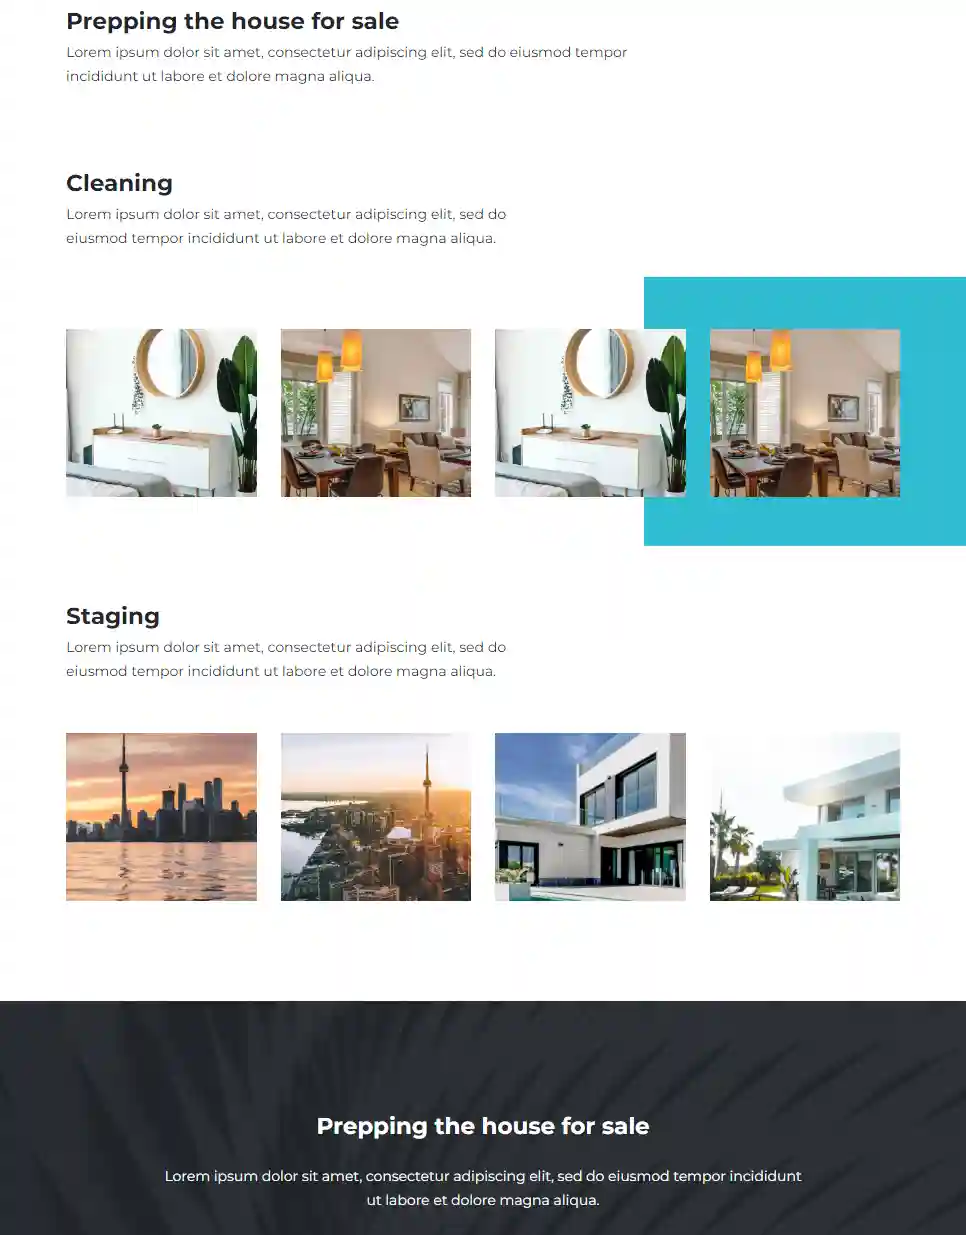 Prepping the house for sale
Lorem ipsum dolor sit amet, consectetur adipiscing elit, sed do eiusmod tempor
incididunt ut labore et dolore magna aliqua.
Cleaning
Lorem ipsum dolor sit amet, consectetur adipiscing elit, sed do
eiusmod tempor incididunt ut labore et dolore magna aliqua.
Staging
Lorem ipsum dolor sit amet, consectetur adipiscing elit, sed do
eiusmod tempor incididunt ut labore et dolore magna aliqua.
Prepping the house for sale
Lorem ipsum dolor sit amet, consectetur adipiscing elit, sed do eiusmod tempor incididunt
ut labore et dolore magna aliqua.